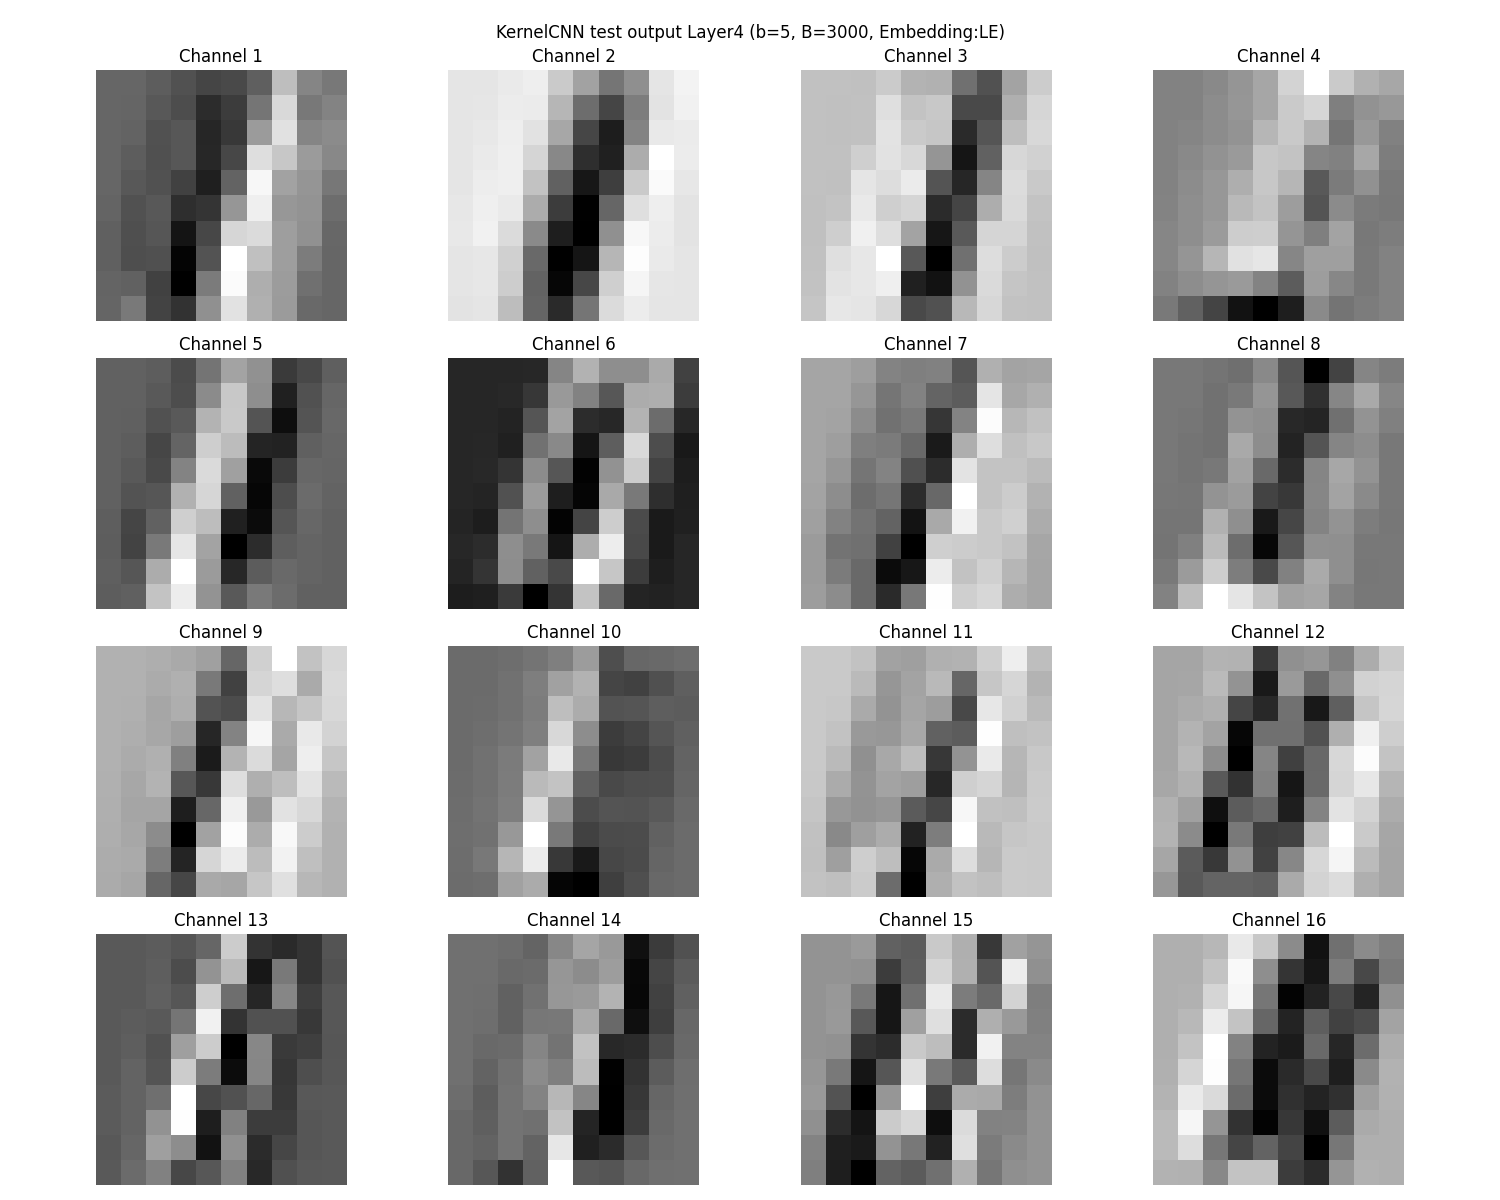 KernelCNN test output Layer4 (b=5, B=3000, Embedding:LE)
Channel 1 Channel 2 Channel 3 Channel 4
Channel 5 Channel 6 Channel 7 Channel 8
Channel 9 Channel 10 Channel 11 Channel 12
Channel 13 Channel 14 Channel 15 Channel 16